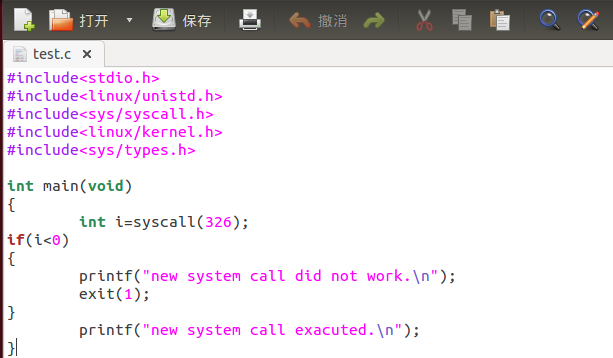 打开 保存 撤消
test.c
#include<stdio.h>
#include<linux/unistd.h>
#include<sys/syscall.h>
#include<linux/kernel.h>
#include<sys/types.h>
int main(void)
{
        int i=syscall(326);
if(i<0)
{
        printf("new system call did not work.\n");
        exit(1);
}
        printf("new system call exacuted.\n");
}